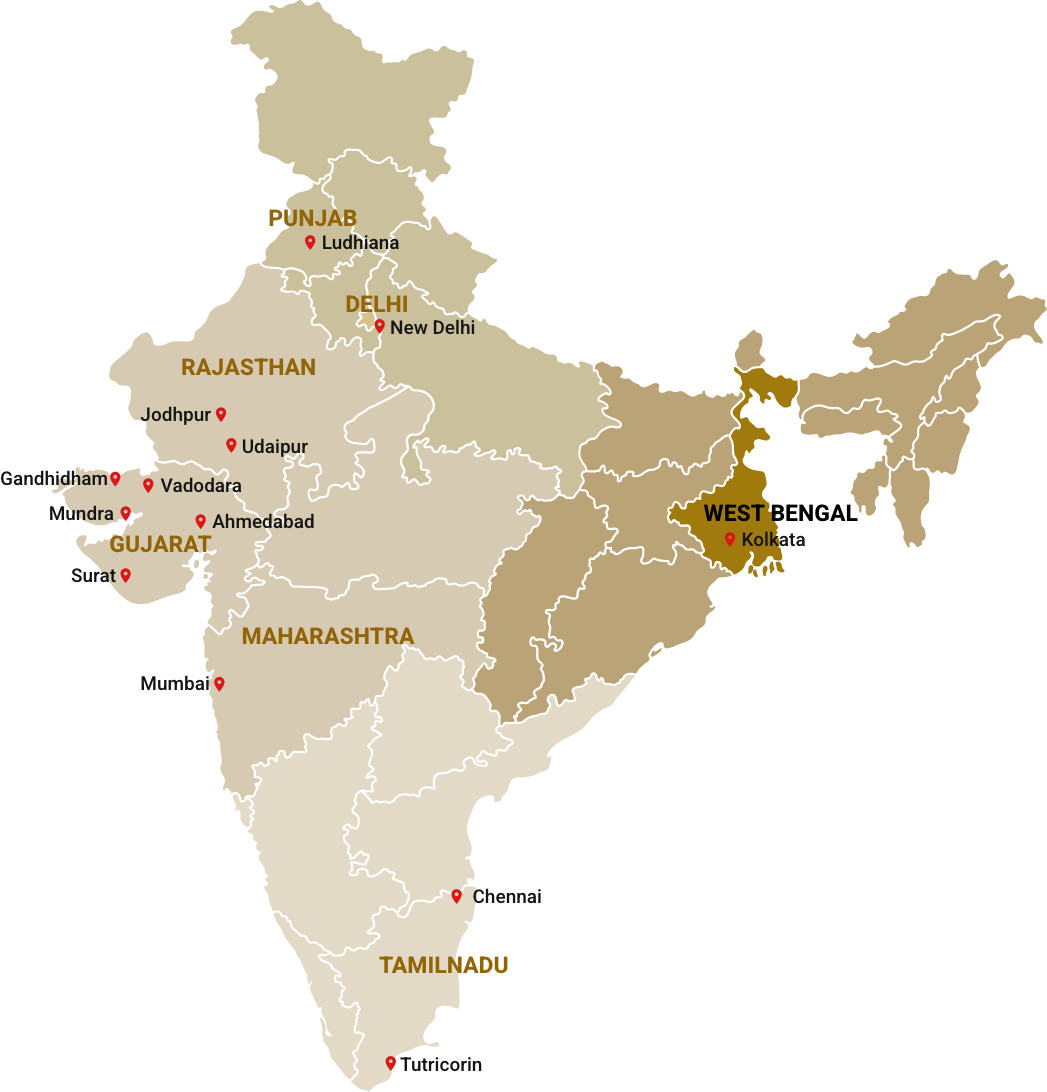 PUNJAB
Ludhiana
DELHI
New Delhi
RAJASTHAN
Jodhpur
Udaipur
Gandhidham
Vadodara
Mundra
Ahmedabad
GUJARAT
Surat
WEST BENGAL
Kolkata
MAHARASHTRA
Mumbai
Chennai
TAMILNADU
Tutricorin